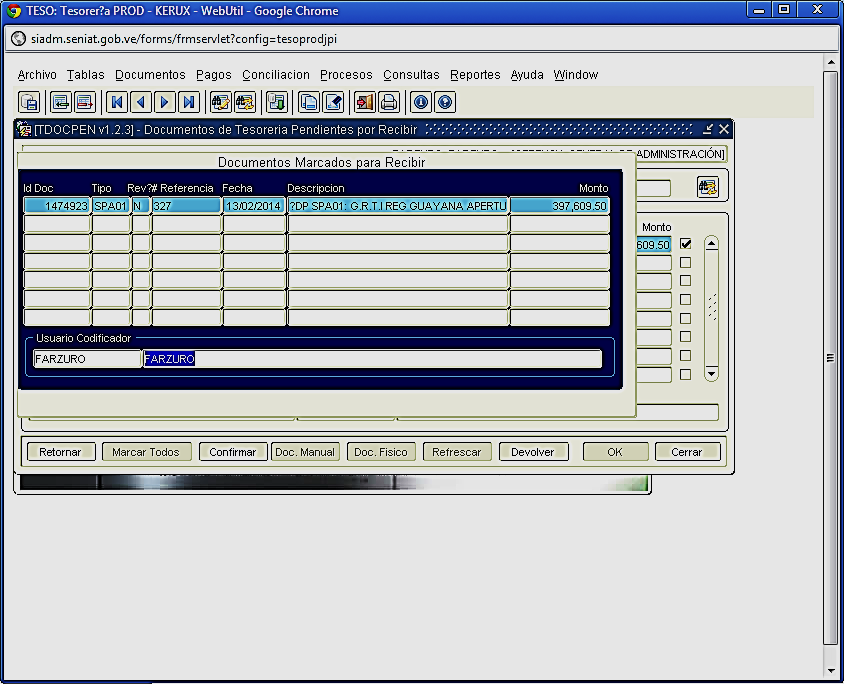 TESO: Tesorer?a PROD - KERUX - WebUtil - Google Chrome
siadm.seniat.gob.ve/forms/frmservlet?config=tesoprodjpi
Archivo Tablas Documentos Pagos Conciliacion Procesos Consultas Reportes Ayuda Window
[TDOCPEN v1.2.3] - Documentos de Tesoreria Pendientes por Recibir
ADMINISTRACIÓN]
Documentos Marcados para Recibir
Id Doc Tipo Rev?# Referencia Fecha Descripcion Monto
1474923 SPA01 N 327 13/02/2014 ?DP SPA01: G.R.T.I REG GUAYANA APERTU 397,609.50
Monto
609.50
Usuario Codificador
FARZURO FARZURO
Retornar Marcar Todos Confirmar Doc. Manual Doc. Fisico Refrescar Devolver OK Cerrar